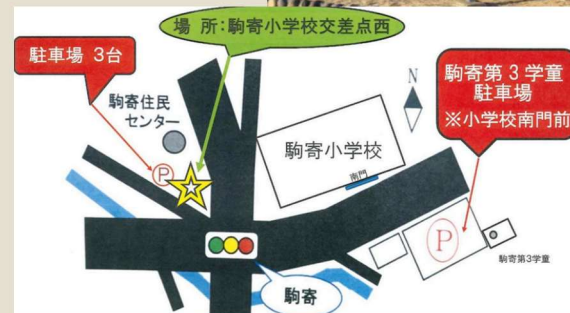 場 所：駒寄小学校交差点西
駐車場 3台
駒寄住民
センター
N
駒寄第３学童
駐車場
※小学校南門前
駒寄小学校
南門
P
P
駒寄第3学童
駒寄